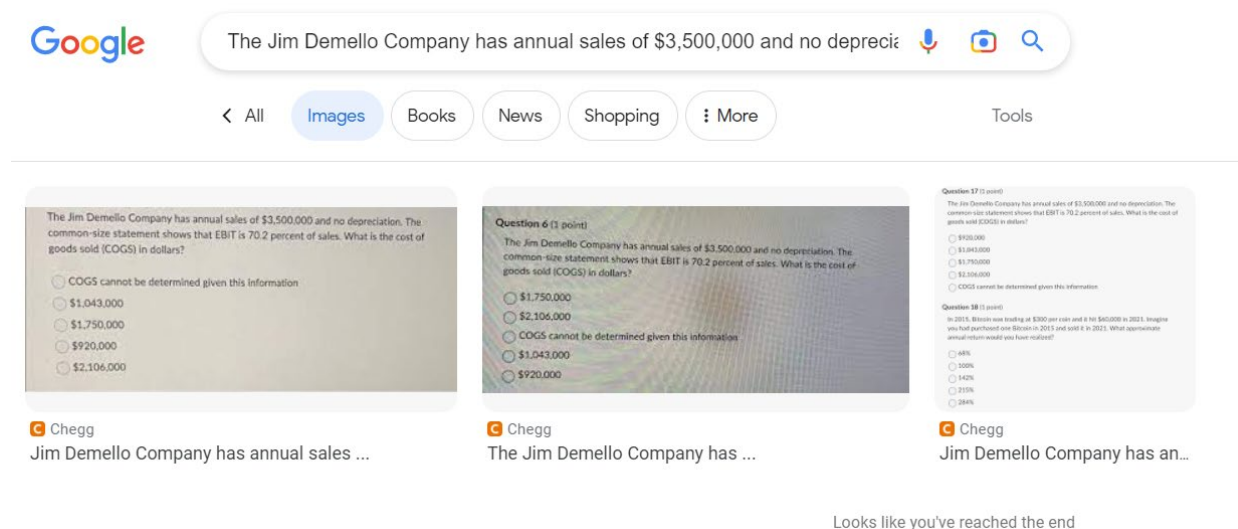 Google
The Jim Demello Company has annual sales of $3,500,000 and no deprecia
All
Images
Books
News
Shopping
More
Tools
The Jim Demello Company has annual sales of $3,500,000 and no depreciation. The
common-size statement shows that EBIT is 70.2 percent of sales. What is the cost of
goods sold (COGS) in dollars?
COGS cannot be determined given this information
$1,043,000
$1,750,000
$920,000
$2,106,000
C Chegg
Jim Demello Company has annual sales ...
Question 6 (1 point)
The Jim Demello Company has annual sales of $3,500,000 and no depreciation. The
common-size statement shows that EBIT is 70.2 percent of sales. What is the cost of
goods sold (COGS) in dollars?
$1,750,000
$2,106,000
COGS cannot be determined given this information
$1,043,000
$920,000
C Chegg
The Jim Demello Company has ...
Question 17 (1 point)
The Jim Demello Company has annual sales of $3,500,000 and no depreciation. The
common-size statement shows that EBIT is 70.2 percent of sales. What is the cost of
goods sold (COGS) in dollars?
$920,000
$1,043,000
$1,750,000
$2,106,000
COGS cannot be determined given this information
Question 18 (1 point)
In 2015, Bitcoin was trading at $300 per coin and it hit $60,000 in 2021. Imagine
you had purchased one Bitcoin in 2015 and sold it in 2021. What approximate
annual return would you have realized?
68%
100%
142%
215%
284%
C Chegg
Jim Demello Company has an...
Looks like you've reached the end